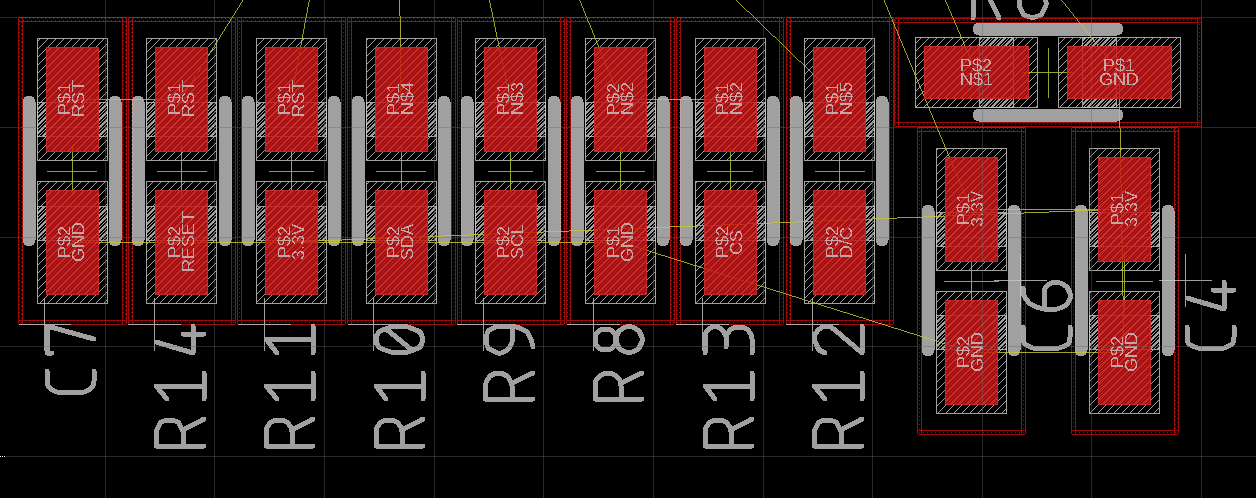 P$1
RST
P$1
RST
P$1
RST
P$1
N$4
P$1
N$3
P$2
N$2
P$1
N$2
P$1
N$5
P$2
N$1
P$1
GND
P$2
GND
P$2
RESET
P$2
3.3V
P$2
SDA
P$2
SCL
P$1
GND
P$2
CS
P$2
D/C
P$1
3.3V
P$1
3.3V
P$2
GND
P$2
GND
C7
R14
R11
R10
R9
R8
R13
R12
C6
C4